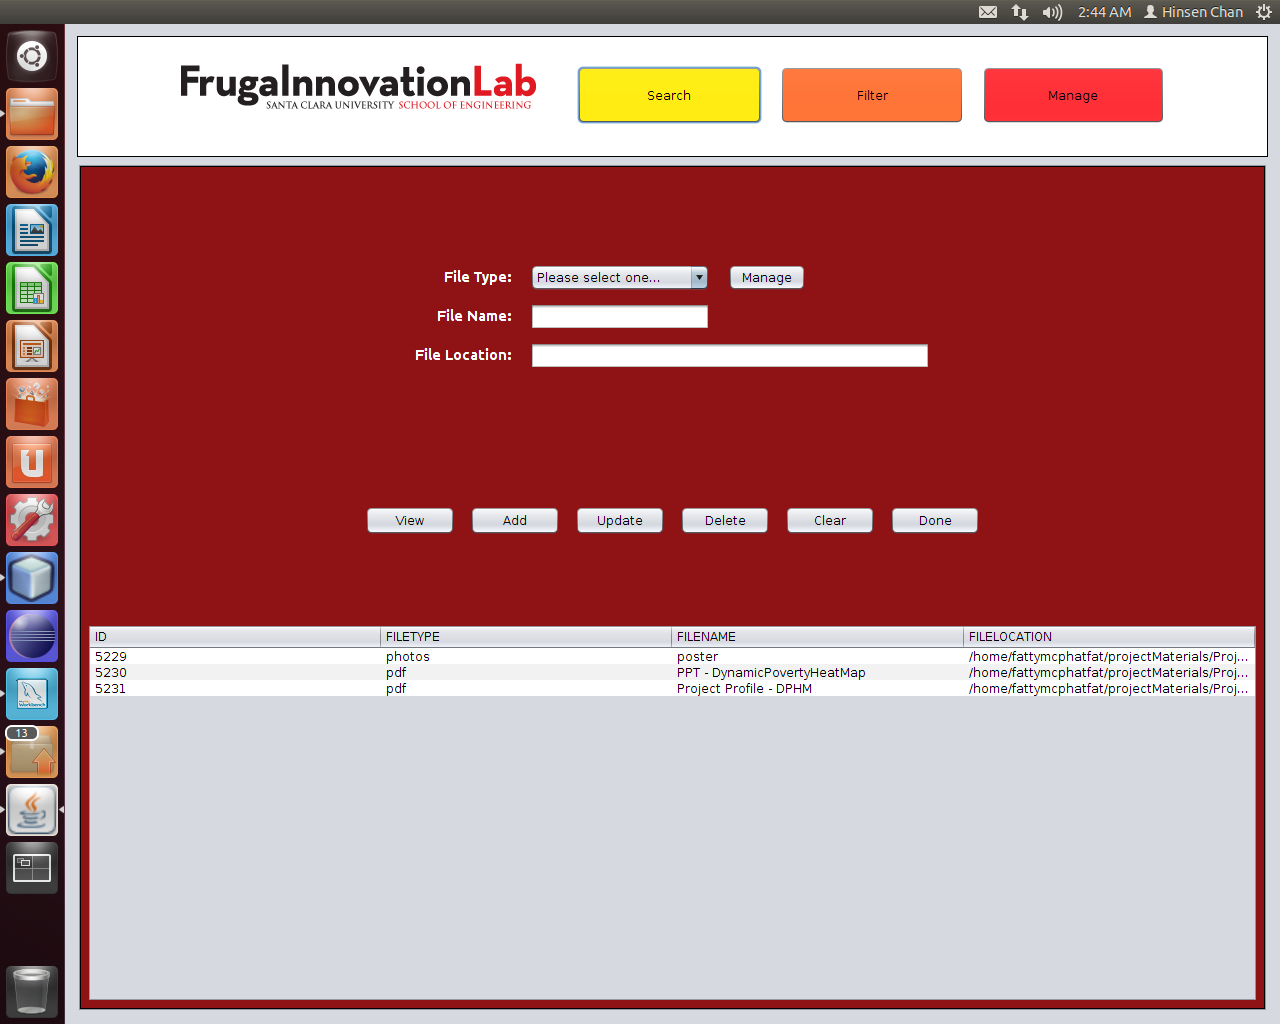 2:44 AM Hinsen Chan
FrugalInnovationLab
SANTA CLARA UNIVERSITY SCHOOL OF ENGINEERING
Search Filter Manage
File Type: Please select one... Manage
File Name:
File Location:
View Add Update Delete Clear Done
ID FILETYPE FILENAME FILELOCATION
5229 photos poster /home/fattymcphatfat/projectMaterials/Proj...
5230 pdf PPT - DynamicPovertyHeatMap /home/fattymcphatfat/projectMaterials/Proj...
5231 pdf Project Profile - DPHM /home/fattymcphatfat/projectMaterials/Proj...
13